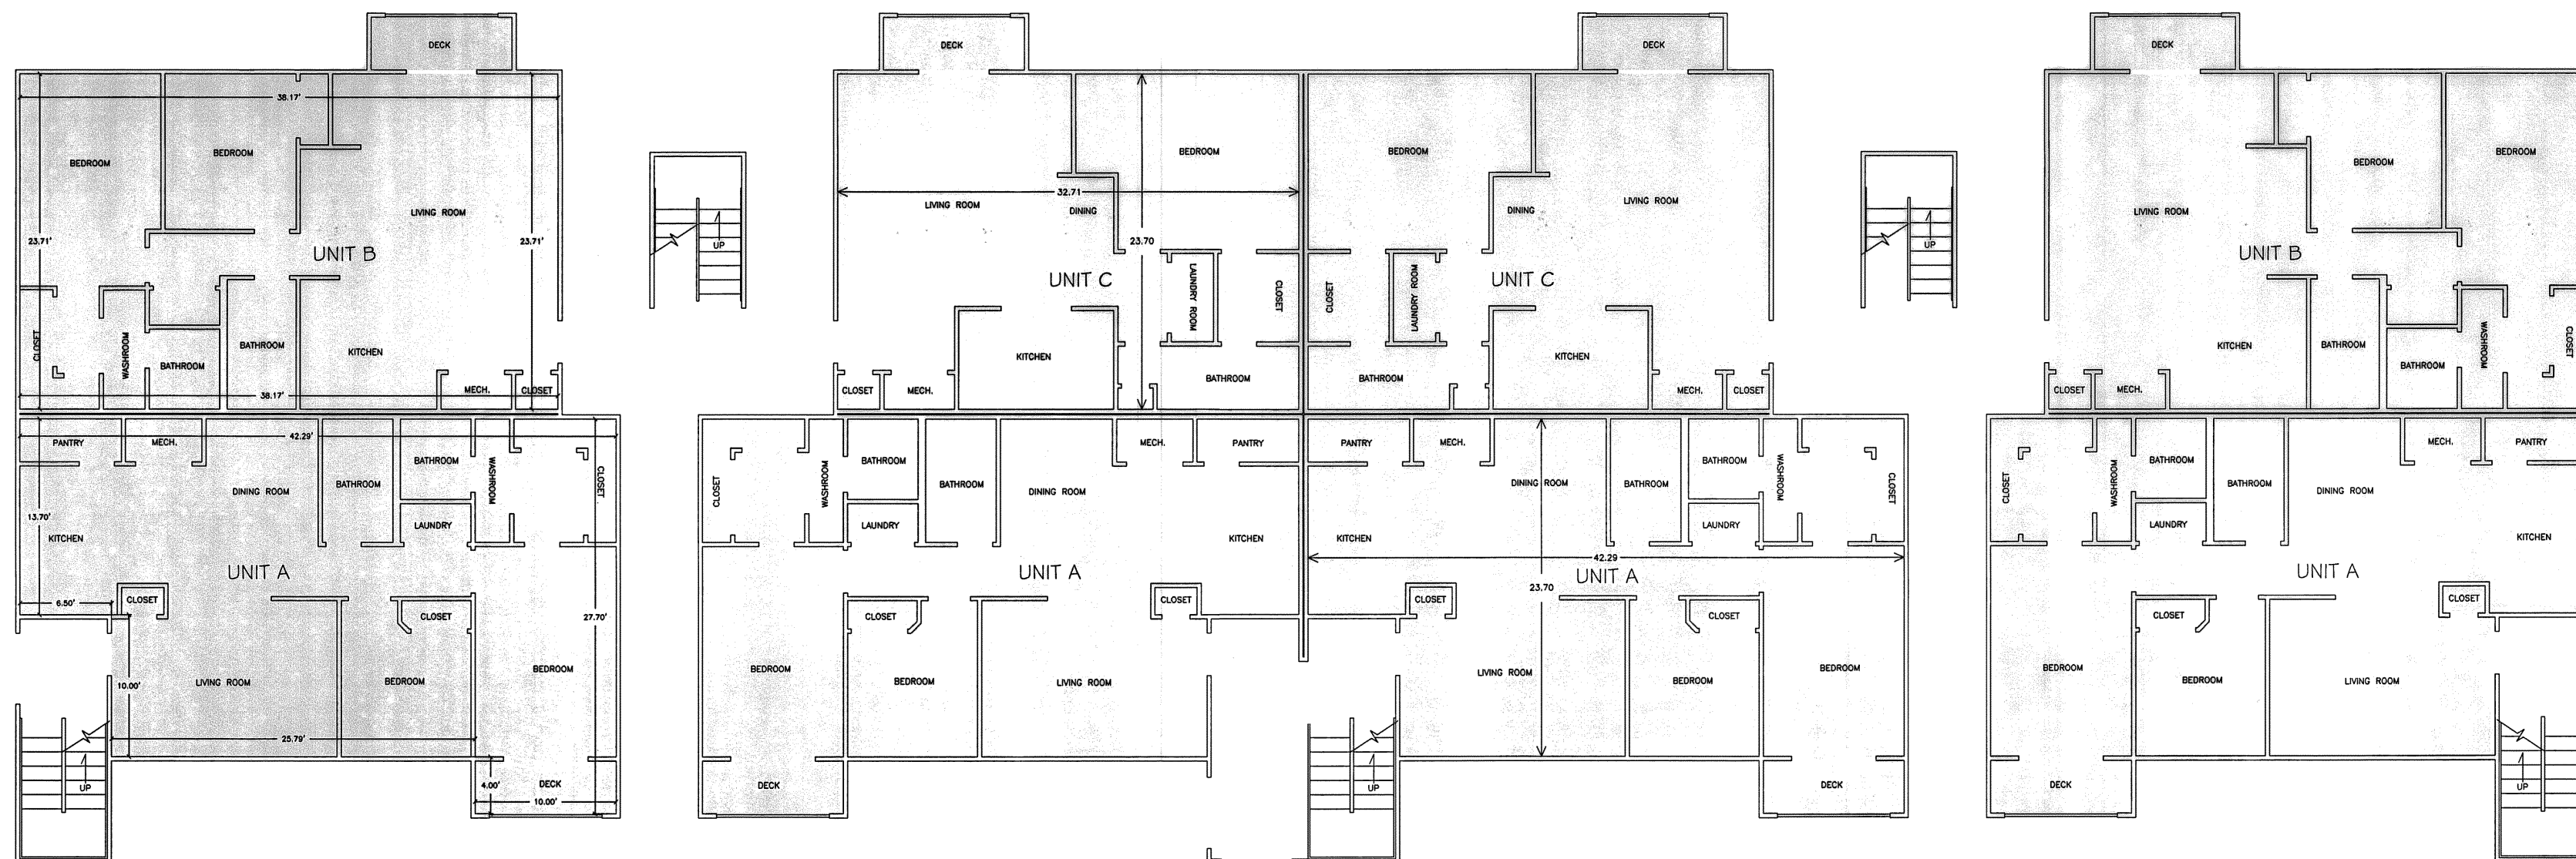 DECK
DECK
DECK
DECK
38.17'
BEDROOM
BEDROOM
BEDROOM
BEDROOM
BEDROOM
BEDROOM
32.71
LIVING ROOM
LIVING ROOM
DINING
DINING
LIVING ROOM
LIVING ROOM
23.71'
23.71'
23.70
UP
UP
UNIT B
UNIT C
UNIT C
UNIT B
CLOSET
WASHROOM
BATHROOM
BATHROOM
KITCHEN
LAUNDRY ROOM
CLOSET
CLOSET
LAUNDRY ROOM
KITCHEN
KITCHEN
KITCHEN
BATHROOM
BATHROOM
WASHROOM
CLOSET
MECH.
CLOSET
38.17'
CLOSET
MECH.
BATHROOM
BATHROOM
MECH.
CLOSET
CLOSET
MECH.
PANTRY
MECH.
42.29'
MECH.
PANTRY
PANTRY
MECH.
MECH.
PANTRY
DINING ROOM
BATHROOM
BATHROOM
WASHROOM
CLOSET
CLOSET
WASHROOM
BATHROOM
BATHROOM
DINING ROOM
DINING ROOM
BATHROOM
BATHROOM
WASHROOM
CLOSET
CLOSET
WASHROOM
BATHROOM
BATHROOM
DINING ROOM
13.70'
KITCHEN
LAUNDRY
LAUNDRY
KITCHEN
KITCHEN
LAUNDRY
LAUNDRY
KITCHEN
42.29
UNIT A
UNIT A
UNIT A
UNIT A
23.70
6.50'
CLOSET
CLOSET
27.70'
CLOSET
CLOSET
CLOSET
CLOSET
CLOSET
CLOSET
10.00'
LIVING ROOM
BEDROOM
BEDROOM
BEDROOM
BEDROOM
LIVING ROOM
LIVING ROOM
BEDROOM
BEDROOM
BEDROOM
BEDROOM
LIVING ROOM
25.79'
UP
4.00'
DECK
10.00'
DECK
UP
DECK
DECK
UP